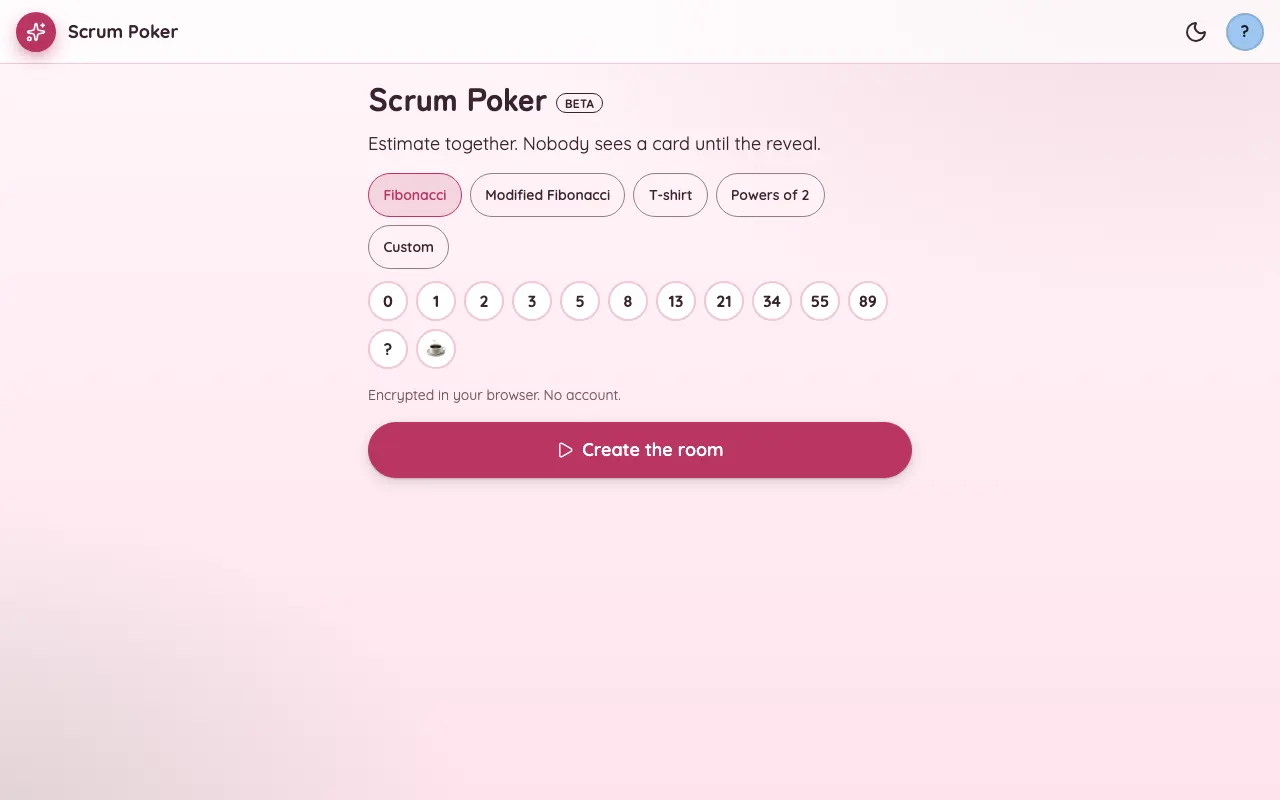 Scrum Poker
?
Scrum Poker BETA
Estimate together. Nobody sees a card until the reveal.
Fibonacci Modified Fibonacci T-shirt Powers of 2
Custom
0 1 2 3 5 8 13 21 34 55 89
? ☕
Encrypted in your browser. No account.
Create the room